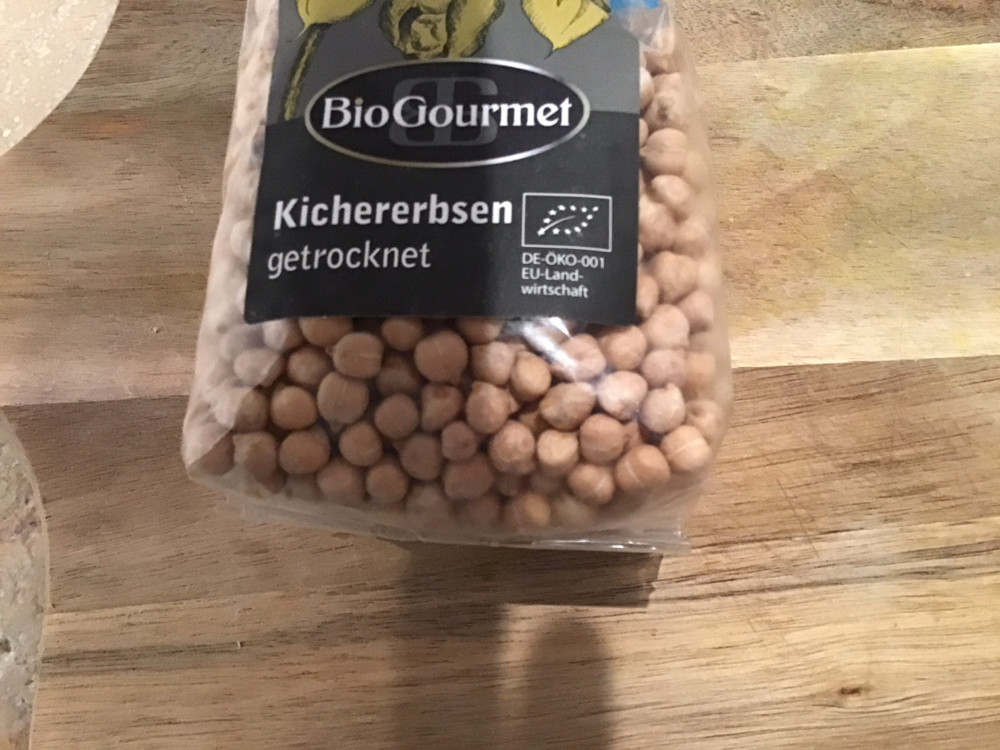 BioGourmet
Kichererbsen
getrocknet
DE-ÖKO-001
EU-Land-
wirtschaft